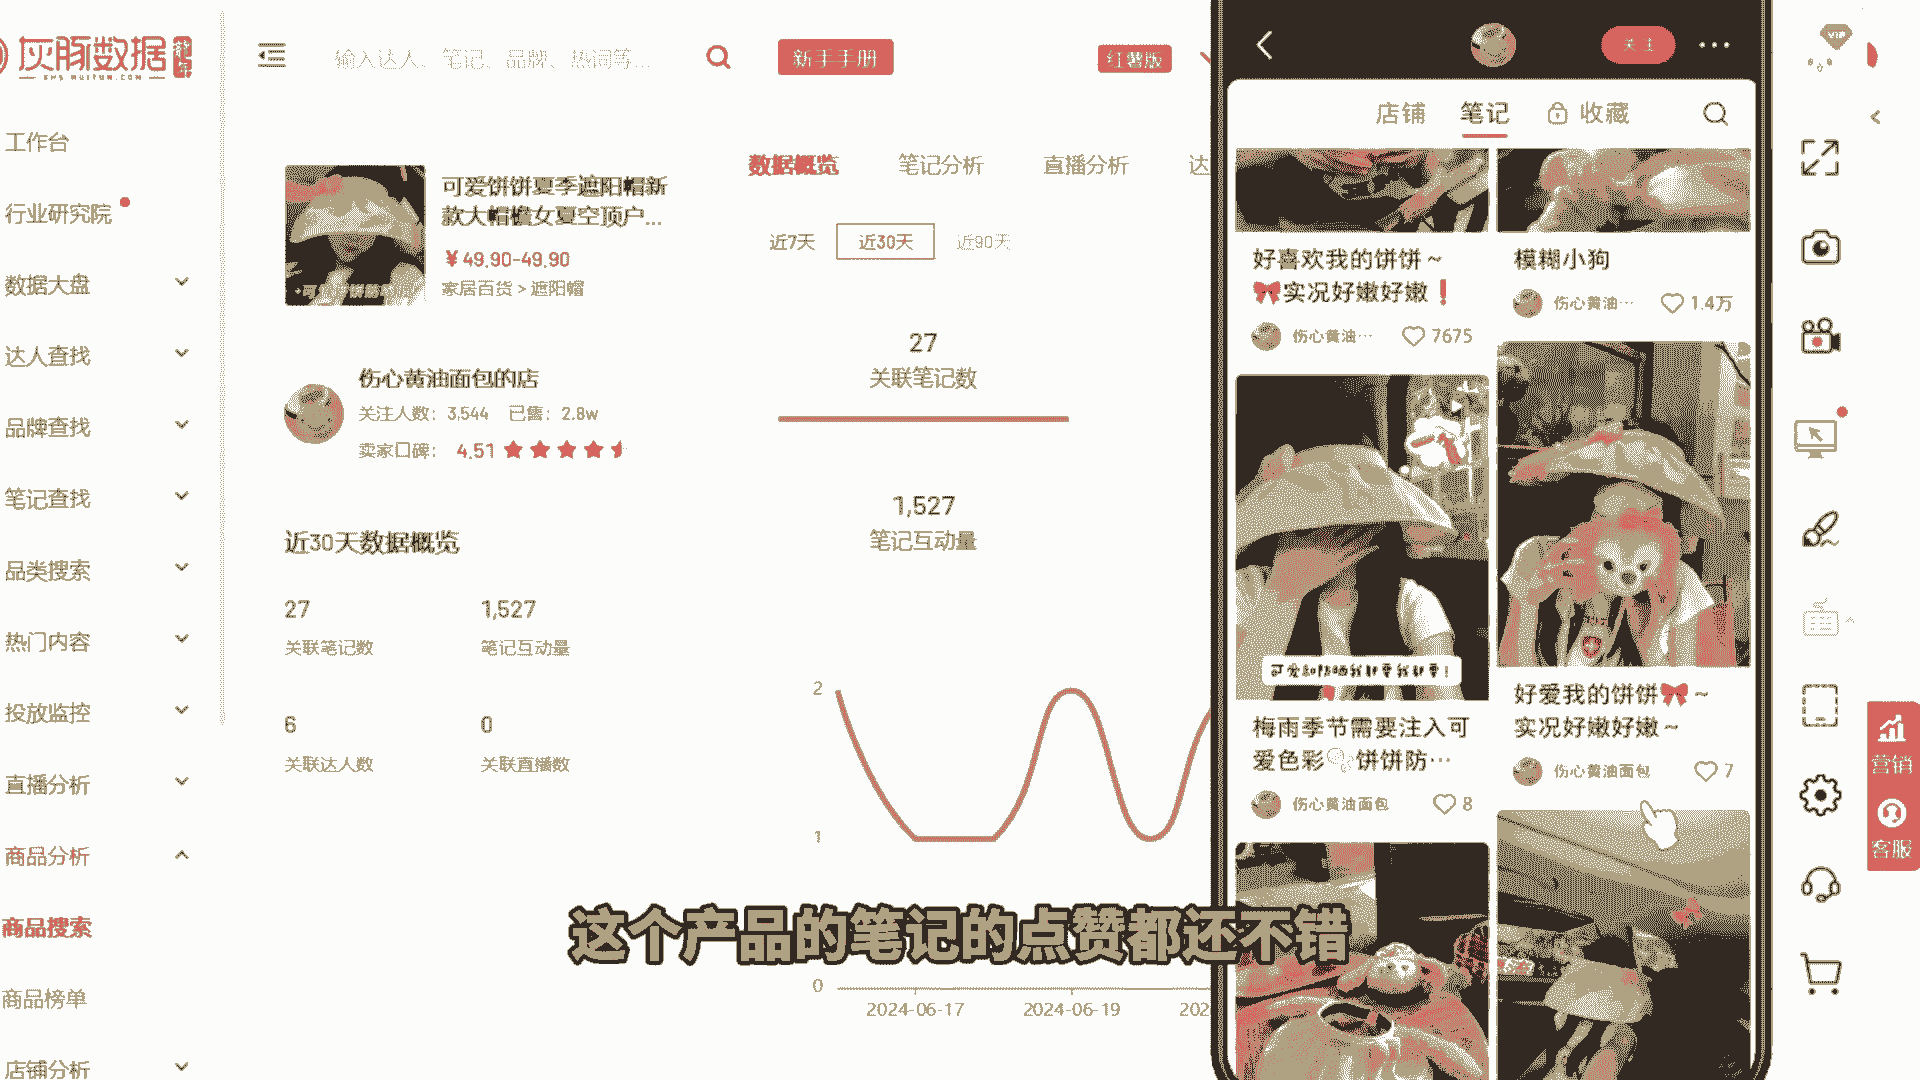 灰豚数据
工作台
行业研究院
数据大盘
达人查找
品牌查找
笔记查找
品类搜索
热门内容
投放监控
直播分析
商品分析
商品搜索
商品榜单
店铺分析
输入达人、笔记、品牌、热词等...
新手手册
红薯版
可爱饼饼夏季遮阳帽新
款大帽檐女夏空顶户...
¥49.90-49.90
家居百货 > 遮阳帽
伤心黄油面包的店
关注人数：3,544 已售：2.8w
卖家口碑： 4.51
近30天数据概览
27
关联笔记数
1,527
笔记互动量
6
关联达人数
0
关联直播数
数据概览 笔记分析 直播分析 达
近7天 近30天 近90天
27
关联笔记数
1,527
笔记互动量
2
1
0
2024-06-17 2024-06-19 202
关注
店铺 笔记 收藏
好喜欢我的饼饼～
🎀实况好嫩好嫩❗
伤心黄油… 7675
模糊小狗
伤心黄油… 1.4万
梅雨季节需要注入可
爱色彩🫧饼饼防…
伤心黄油面包 8
好爱我的饼饼🎀～
实况好嫩好嫩～
伤心黄油面包 7
VIP
营销
客服
这个产品的笔记的点赞都还不错